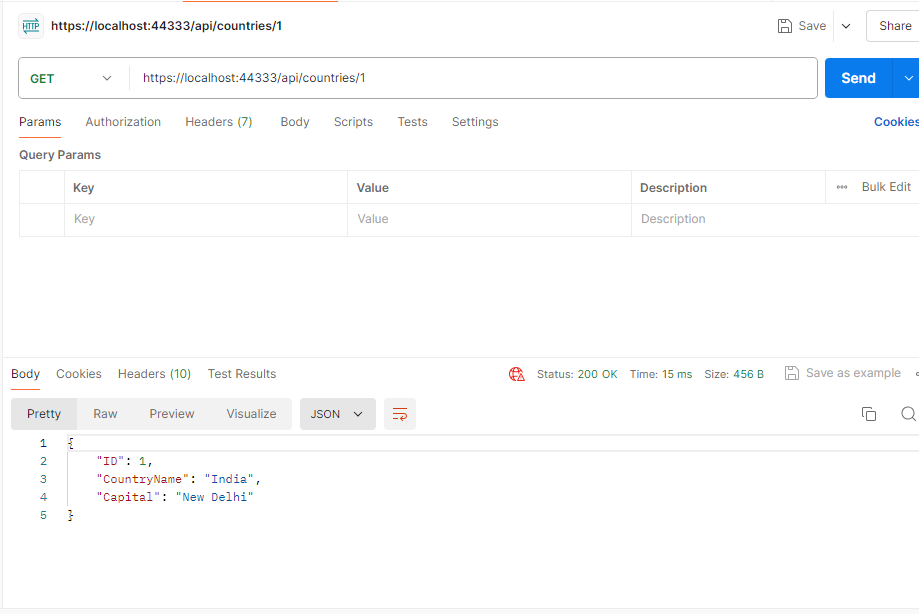 HTTP https://localhost:44333/api/countries/1 Save Share
GET https://localhost:44333/api/countries/1 Send
Params Authorization Headers (7) Body Scripts Tests Settings Cookies
Query Params
Key Value Description Bulk Edit
Key Value Description
Body Cookies Headers (10) Test Results Status: 200 OK Time: 15 ms Size: 456 B Save as example
Pretty Raw Preview Visualize JSON
1 {
2 "ID": 1,
3 "CountryName": "India",
4 "Capital": "New Delhi"
5 }